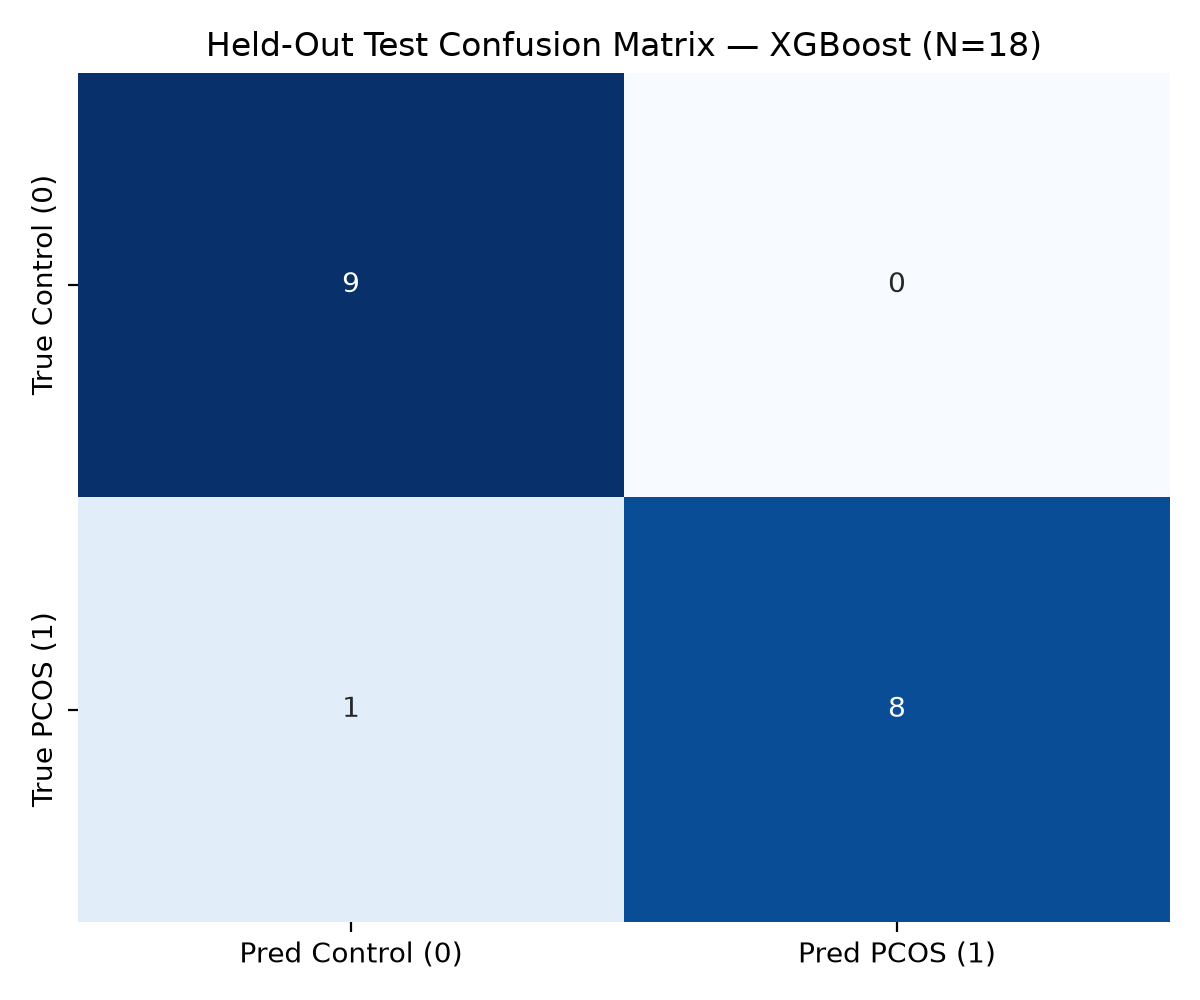 Held-Out Test Confusion Matrix — XGBoost (N=18)
True Control (0)
9
0
True PCOS (1)
1
8
Pred Control (0)
Pred PCOS (1)